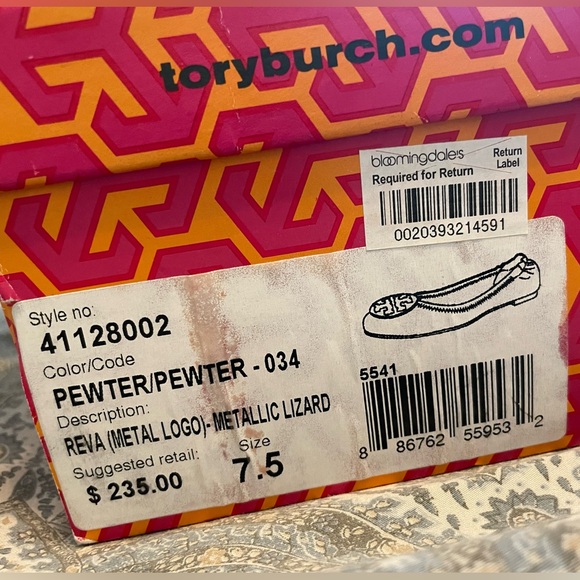 toryburch.com
bloomingdale's Return
Required for Return Label
0020393214591
Style no:
41128002
Color/Code
PEWTER/PEWTER - 034
Description:
REVA (METAL LOGO)-METALLIC LIZARD
Suggested retail: Size
$ 235.00 7.5
5541
8 86762 55953 2